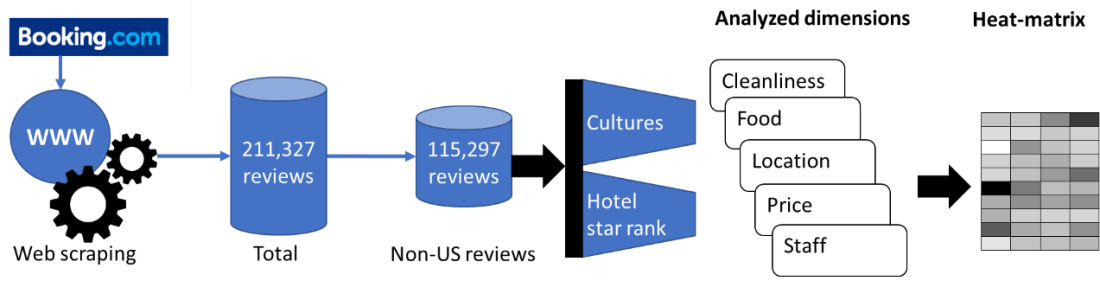 Booking.com
WWW
Web scraping
211,327
reviews
Total
115,297
reviews
Non-US reviews
Cultures
Hotel
star rank
Analyzed dimensions
Cleanliness
Food
Location
Price
Staff
Heat-matrix